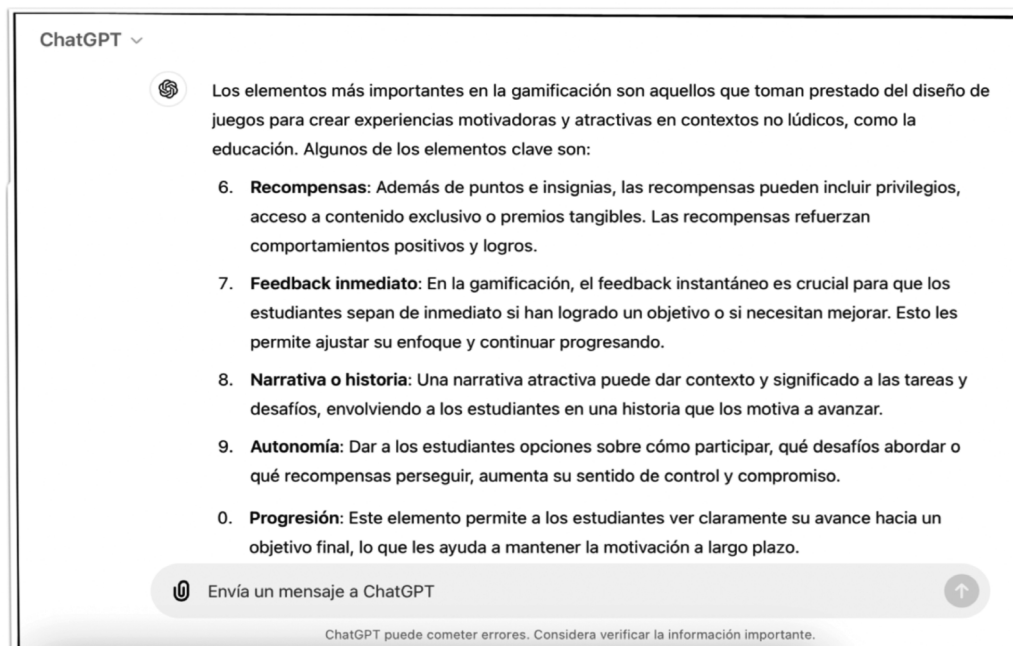 ChatGPT
Los elementos más importantes en la gamificación son aquellos que toman prestado del diseño de
juegos para crear experiencias motivadoras y atractivas en contextos no lúdicos, como la
educación. Algunos de los elementos clave son:
6. Recompensas: Además de puntos e insignias, las recompensas pueden incluir privilegios,
acceso a contenido exclusivo o premios tangibles. Las recompensas refuerzan
comportamientos positivos y logros.
7. Feedback inmediato: En la gamificación, el feedback instantáneo es crucial para que los
estudiantes sepan de inmediato si han logrado un objetivo o si necesitan mejorar. Esto les
permite ajustar su enfoque y continuar progresando.
8. Narrativa o historia: Una narrativa atractiva puede dar contexto y significado a las tareas y
desafíos, envolviendo a los estudiantes en una historia que los motiva a avanzar.
9. Autonomía: Dar a los estudiantes opciones sobre cómo participar, qué desafíos abordar o
qué recompensas perseguir, aumenta su sentido de control y compromiso.
0. Progresión: Este elemento permite a los estudiantes ver claramente su avance hacia un
objetivo final, lo que les ayuda a mantener la motivación a largo plazo.
Envía un mensaje a ChatGPT
ChatGPT puede cometer errores. Considera verificar la información importante.